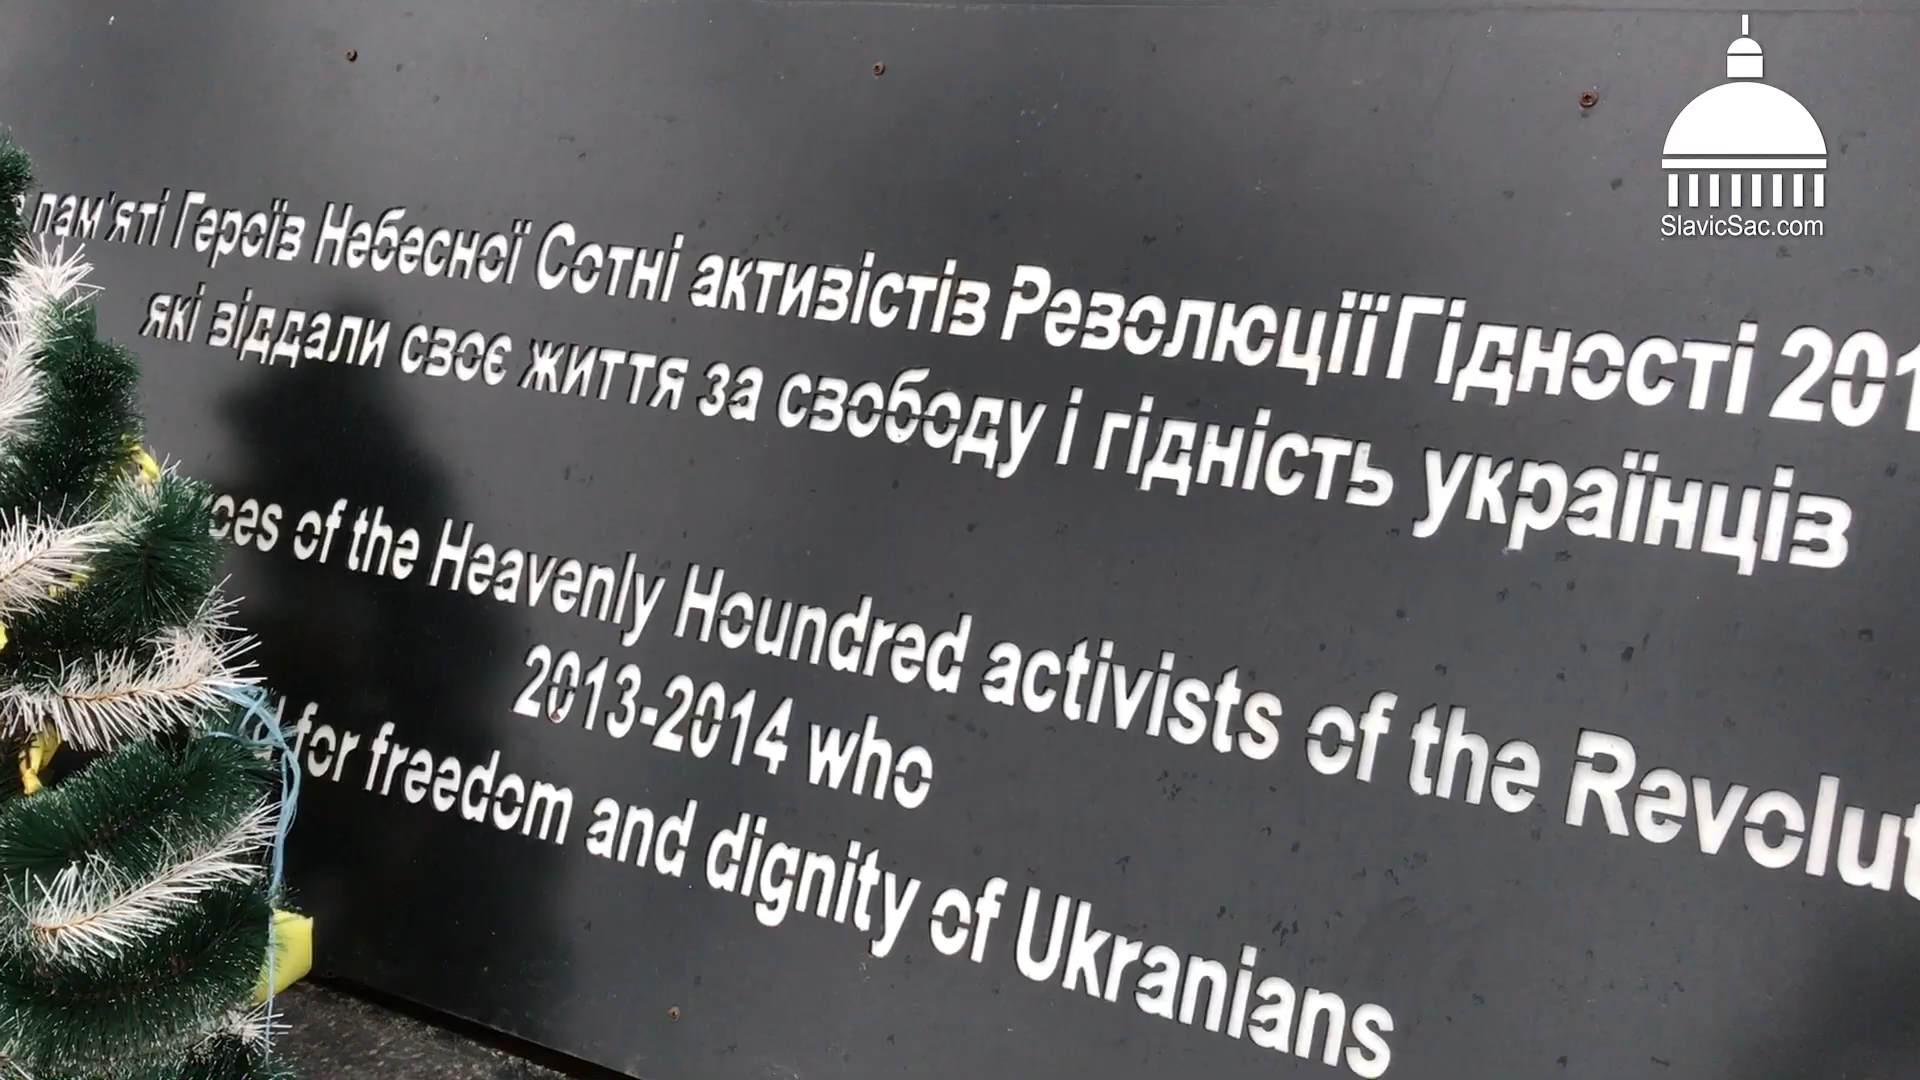 SlavicSac.com
пам'яті Героїв Небесної Сотні активістів Революції Гідності 201
які віддали своє життя за свободу і гідність українців
ces of the Heavenly Houndred activists of the Revolut
2013-2014 who
for freedom and dignity of Ukranians